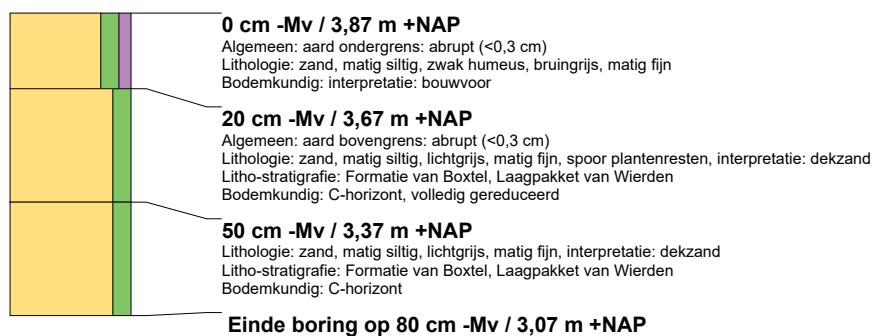 0 cm -Mv / 3,87 m +NAP
Algemeen: aard ondergrens: abrupt (<0,3 cm)
Lithologie: zand, matig siltig, zwak humeus, bruingrijs, matig fijn
Bodemkundig: interpretatie: bouwvoor
20 cm -Mv / 3,67 m +NAP
Algemeen: aard bovengrens: abrupt (<0,3 cm)
Lithologie: zand, matig siltig, lichtgrijs, matig fijn, spoor plantenresten, interpretatie: dekzand
Litho-stratigrafie: Formatie van Boxtel, Laagpakket van Wierden
Bodemkundig: C-horizont, volledig gereduceerd
50 cm -Mv / 3,37 m +NAP
Lithologie: zand, matig siltig, lichtgrijs, matig fijn, interpretatie: dekzand
Litho-stratigrafie: Formatie van Boxtel, Laagpakket van Wierden
Bodemkundig: C-horizont
Einde boring op 80 cm -Mv / 3,07 m +NAP